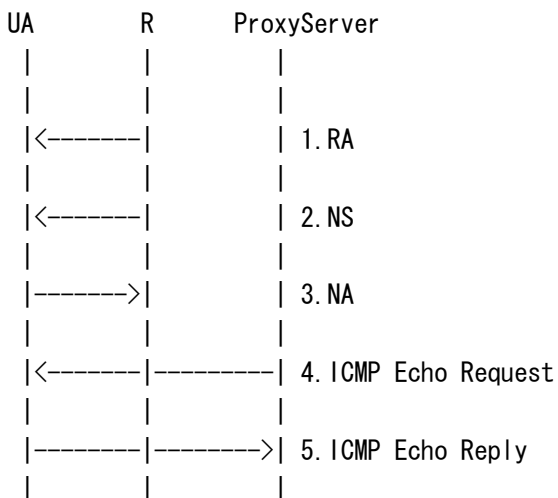 UA R ProxyServer
| | |
| | |
|<-------| | 1.RA
| | |
|<-------| | 2.NS
| | |
|------->| | 3.NA
| | |
|<-------|--------| 4.ICMP Echo Request
| | |
|--------|------->| 5.ICMP Echo Reply
| | |